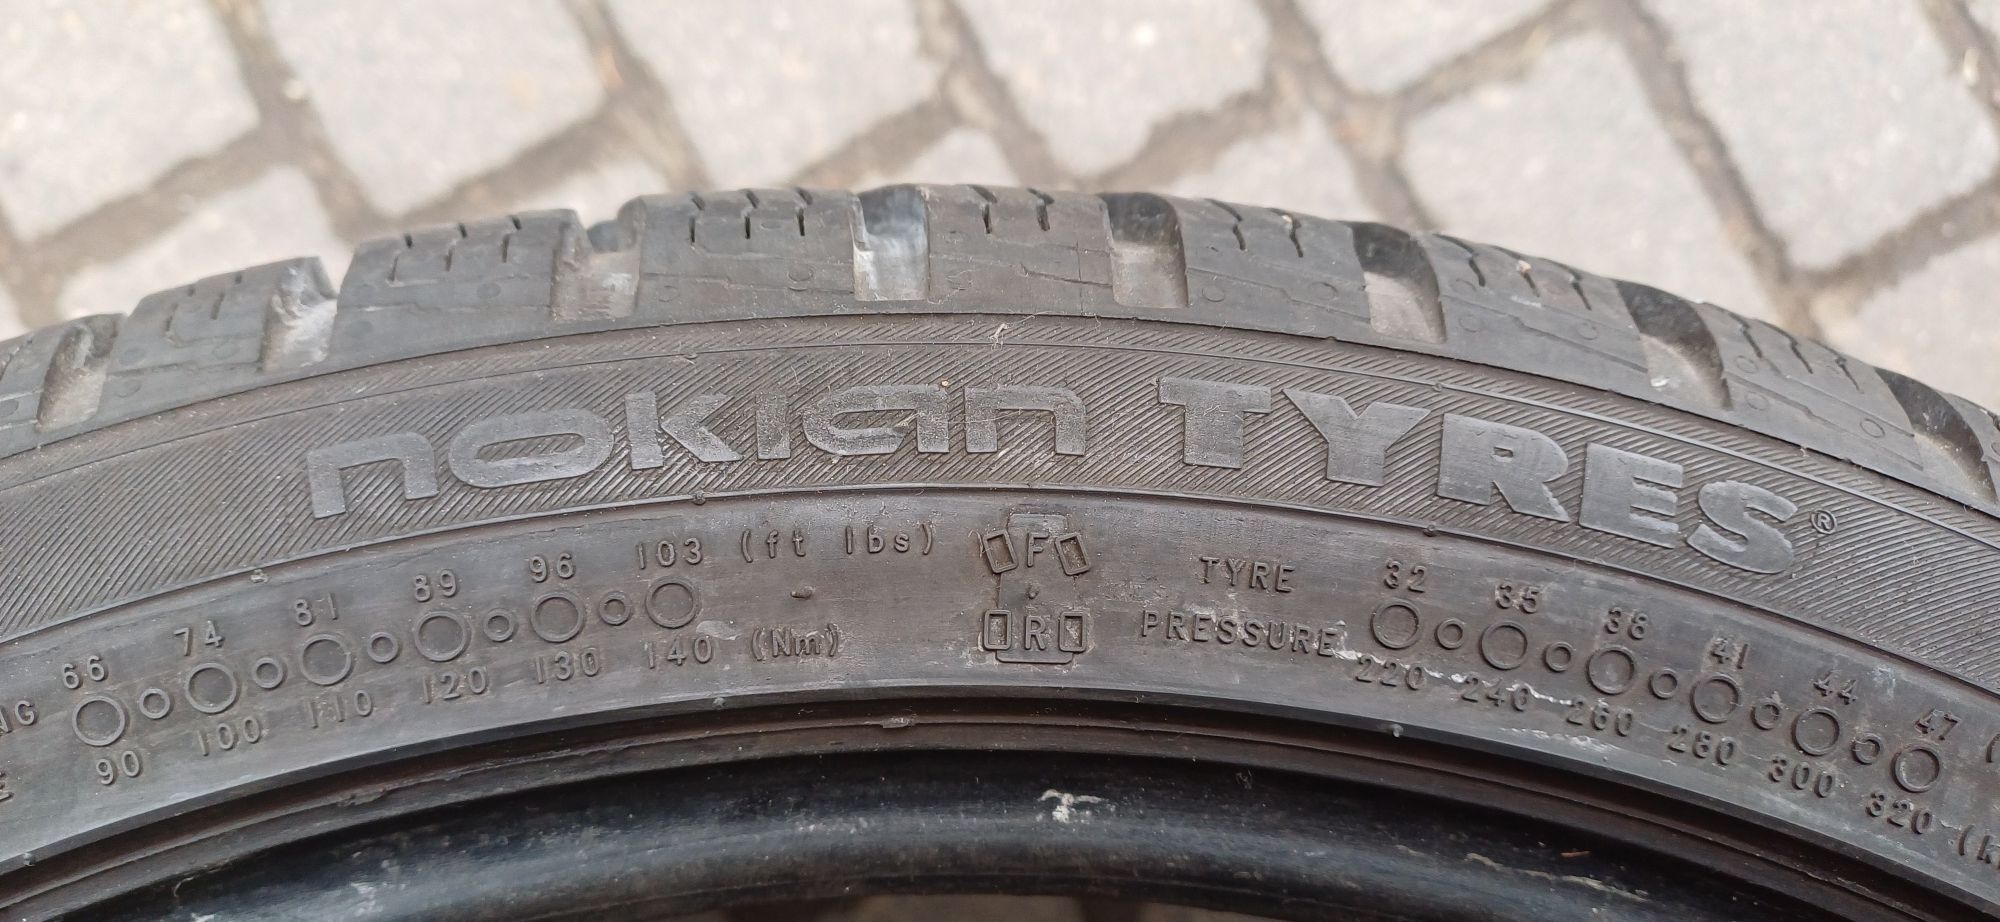 nokian TYRES®
66 74 81 89 96 103 (ft lbs)
NG
90 100 110 120 130 140 (Nm)
E
F
R
TYRE PRESSURE
32 35 38 41 44 47 (
220 240 260 280 300 320 (k